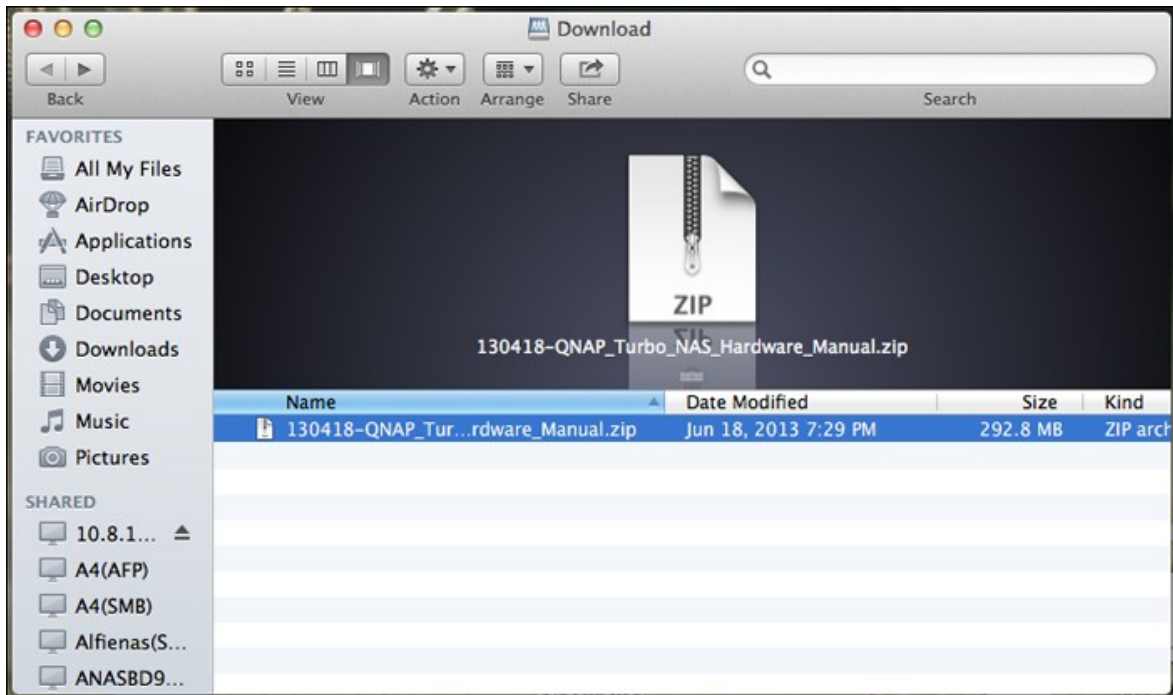 Download
Back View Action Arrange Share Search
FAVORITES
All My Files
AirDrop
Applications
Desktop
Documents
Downloads
Movies
Music
Pictures
SHARED
10.8.1...
A4(AFP)
A4(SMB)
Alfienas(S...
ANASBD9...
ZIP
130418-QNAP_Turbo_NAS_Hardware_Manual.zip
Name Date Modified Size Kind
130418-QNAP_Tur...rdware_Manual.zip Jun 18, 2013 7:29 PM 292.8 MB ZIP arch